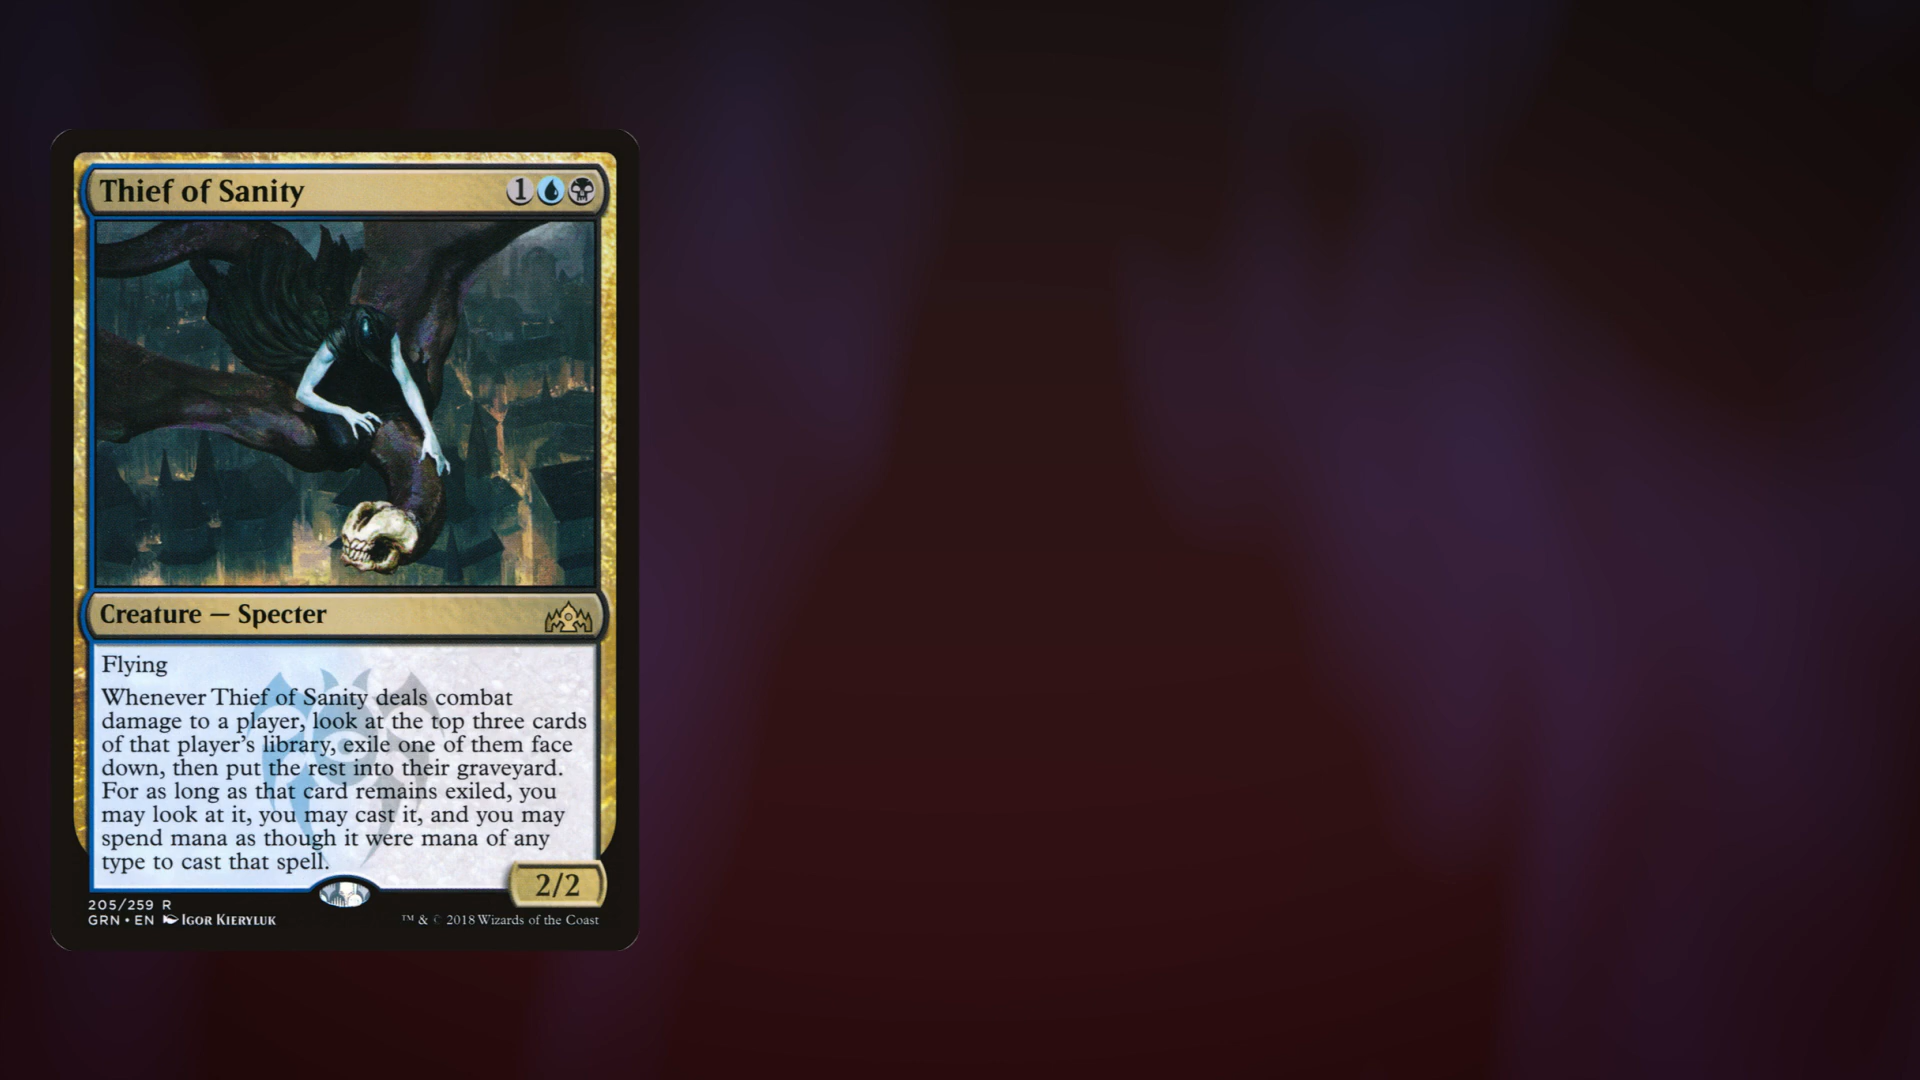 Thief of Sanity 1
Creature — Specter
Flying
Whenever Thief of Sanity deals combat
damage to a player, look at the top three cards
of that player's library, exile one of them face
down, then put the rest into their graveyard.
For as long as that card remains exiled, you
may look at it, you may cast it, and you may
spend mana as though it were mana of any
type to cast that spell.
2/2
205/259 R
GRN • EN Igor Kieryluk
™ & © 2018 Wizards of the Coast